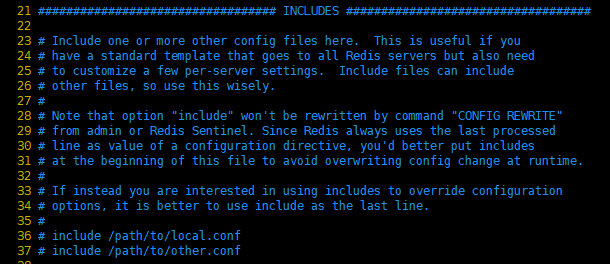 21 ################################## INCLUDES ###################################
22
23 # Include one or more other config files here.  This is useful if you
24 # have a standard template that goes to all Redis servers but also need
25 # to customize a few per-server settings.  Include files can include
26 # other files, so use this wisely.
27 #
28 # Note that option "include" won't be rewritten by command "CONFIG REWRITE"
29 # from admin or Redis Sentinel. Since Redis always uses the last processed
30 # line as value of a configuration directive, you'd better put includes
31 # at the beginning of this file to avoid overwriting config change at runtime.
32 #
33 # If instead you are interested in using includes to override configuration
34 # options, it is better to use include as the last line.
35 #
36 # include /path/to/local.conf
37 # include /path/to/other.conf